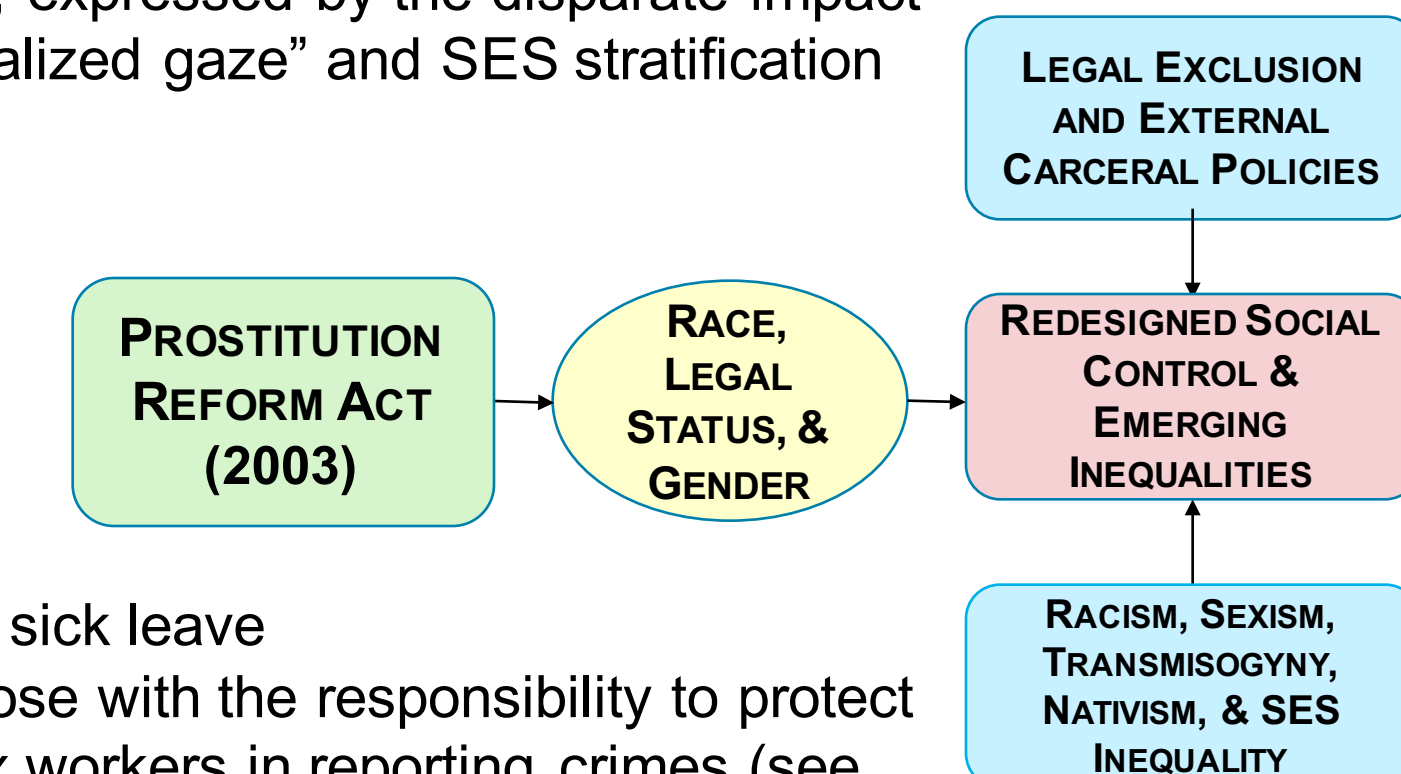 expressed by the disparate impact
gaze” and SES stratification
LEGAL EXCLUSION
AND EXTERNAL
CARCERAL POLICIES
PROSTITUTION
REFORM ACT
(2003)
RACE,
LEGAL
STATUS, &
GENDER
REDESIGNED SOCIAL
CONTROL &
EMERGING
INEQUALITIES
sick leave
with the responsibility to protect
workers in reporting crimes (see
RACISM, SEXISM,
TRANSMISOGYNY,
NATIVISM, & SES
INEQUALITY